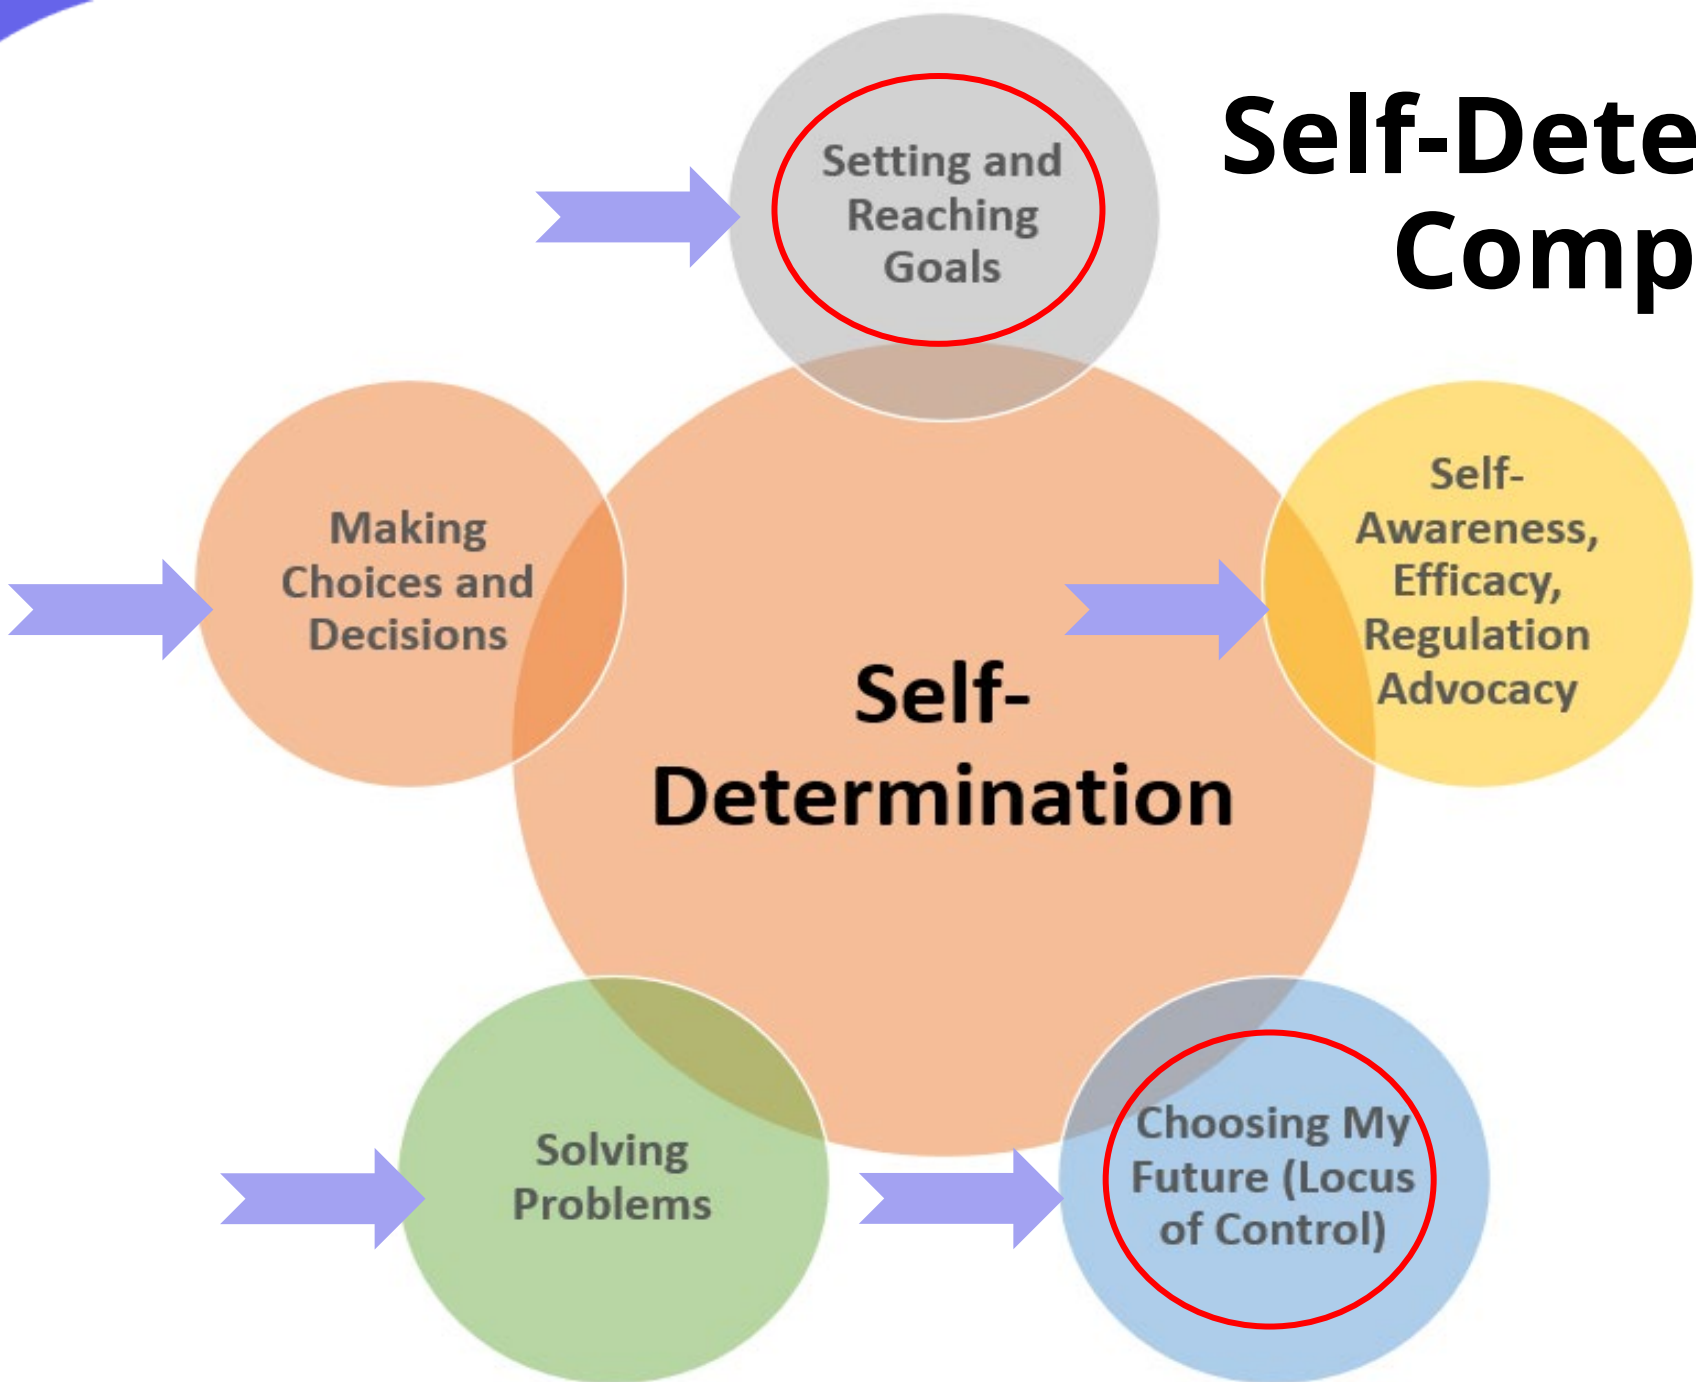 Self-Dete
Comp
Setting and
Reaching
Goals
Making
Choices and
Decisions
Self-
Awareness,
Efficacy,
Regulation
Advocacy
Self-
Determination
Solving
Problems
Choosing My
Future (Locus
of Control)